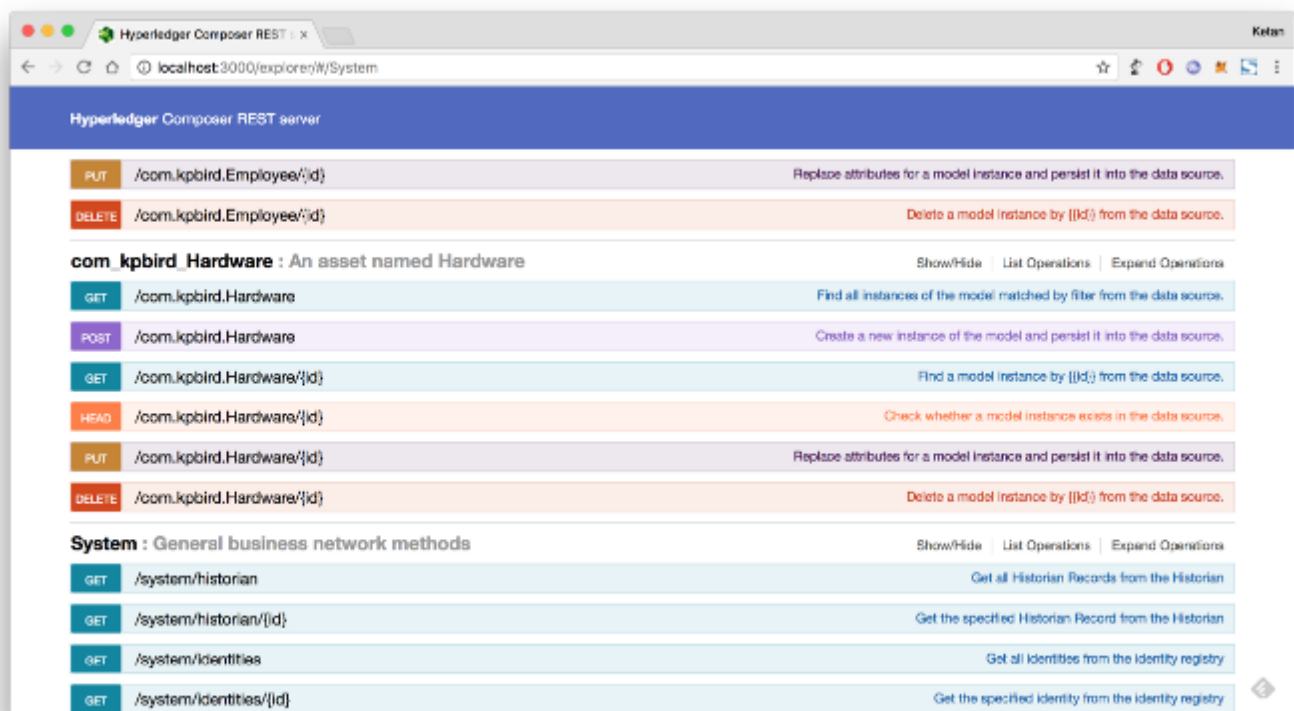 Hyperledger Composer REST s
Ketan
localhost:3000/explorer/#/System
Hyperledger Composer REST server
PUT /com.kpbird.Employee/{id} Replace attributes for a model instance and persist it into the data source.
DELETE /com.kpbird.Employee/{id} Delete a model instance by {{id}} from the data source.
com_kpbird_Hardware : An asset named Hardware Show/Hide List Operations Expand Operations
GET /com.kpbird.Hardware Find all instances of the model matched by filter from the data source.
POST /com.kpbird.Hardware Create a new instance of the model and persist it into the data source.
GET /com.kpbird.Hardware/{id} Find a model instance by {{id}} from the data source.
HEAD /com.kpbird.Hardware/{id} Check whether a model instance exists in the data source.
PUT /com.kpbird.Hardware/{id} Replace attributes for a model instance and persist it into the data source.
DELETE /com.kpbird.Hardware/{id} Delete a model instance by {{id}} from the data source.
System : General business network methods Show/Hide List Operations Expand Operations
GET /system/historian Get all Historian Records from the Historian
GET /system/historian/{id} Get the specified Historian Record from the Historian
GET /system/identities Get all identities from the identity registry
GET /system/identities/{id} Get the specified identity from the identity registry